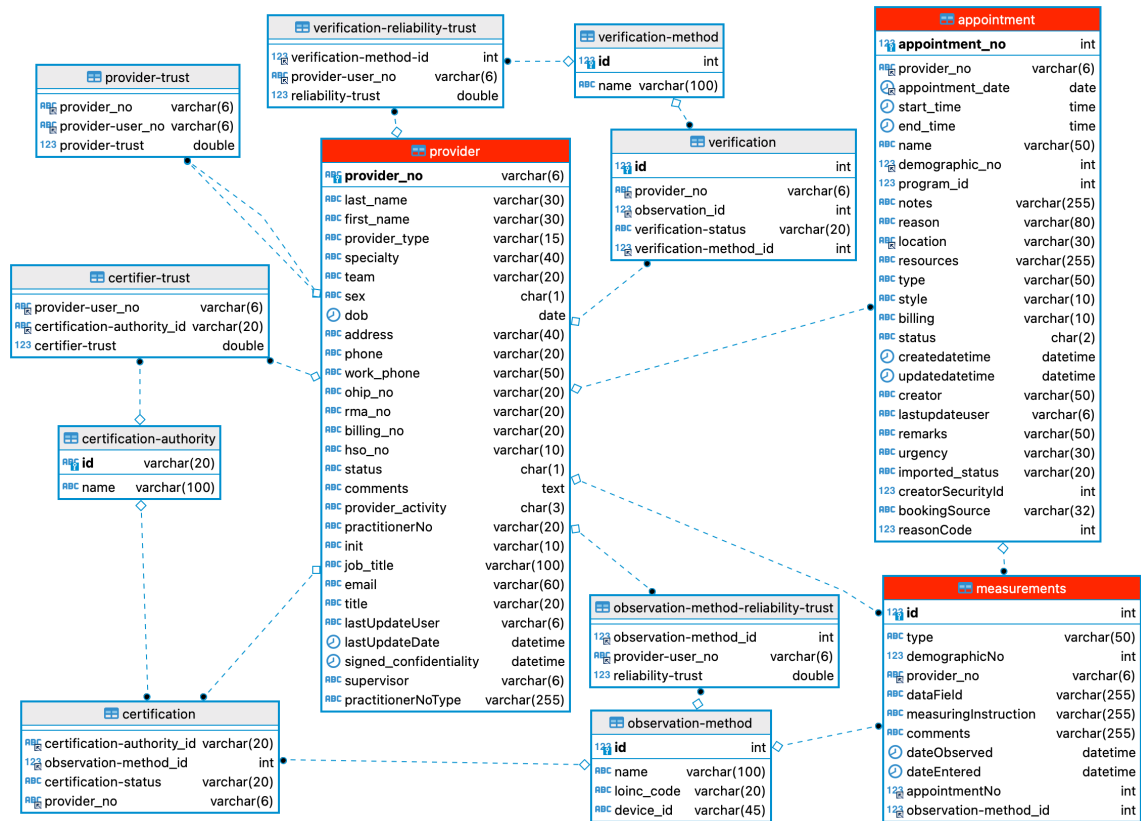 provider-trust
provider_no varchar(6)
provider-user_no varchar(6)
provider-trust double
verification-reliability-trust
verification-method-id int
provider-user_no varchar(6)
reliability-trust double
verification-method
id int
name varchar(100)
verification
id int
provider_no varchar(6)
observation_id int
verification-status varchar(20)
verification-method_id int
appointment
appointment_no int
provider_no varchar(6)
appointment_date date
start_time time
end_time time
name varchar(50)
demographic_no int
program_id int
notes varchar(255)
reason varchar(80)
location varchar(30)
resources varchar(255)
type varchar(50)
style varchar(10)
billing varchar(10)
status char(2)
createdatetime datetime
updatedatetime datetime
creator varchar(50)
lastupdateuser varchar(6)
remarks varchar(50)
urgency varchar(30)
imported_status varchar(20)
creatorSecurityId int
bookingSource varchar(32)
reasonCode int
provider
provider_no varchar(6)
last_name varchar(30)
first_name varchar(30)
provider_type varchar(15)
specialty varchar(40)
team varchar(20)
sex char(1)
dob date
address varchar(40)
phone varchar(20)
work_phone varchar(50)
ohip_no varchar(20)
rma_no varchar(20)
billing_no varchar(20)
hso_no varchar(10)
status char(1)
comments text
provider_activity char(3)
practitionerNo varchar(20)
init varchar(10)
job_title varchar(100)
email varchar(60)
title varchar(20)
lastUpdateUser varchar(6)
lastUpdateDate datetime
signed_confidentiality datetime
supervisor varchar(6)
practitionerNoType varchar(255)
certifier-trust
provider-user_no varchar(6)
certification-authority_id varchar(20)
certifier-trust double
certification-authority
id varchar(20)
name varchar(100)
certification
certification-authority_id varchar(20)
observation-method_id int
certification-status varchar(20)
provider_no varchar(6)
observation-method-reliability-trust
observation-method_id int
provider-user_no varchar(6)
reliability-trust double
observation-method
id int
name varchar(100)
loinc_code varchar(20)
device_id varchar(45)
measurements
id int
type varchar(50)
demographicNo int
provider_no varchar(6)
dataField varchar(255)
measuringInstruction varchar(255)
comments varchar(255)
dateObserved datetime
dateEntered datetime
appointmentNo int
observation-method_id int